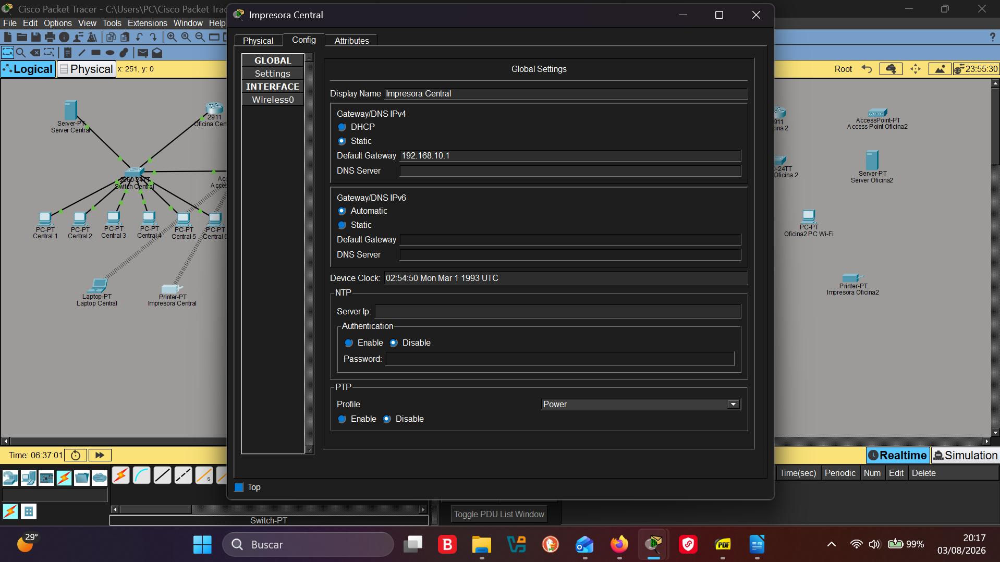 Cisco Packet Tracer - C:\Users\PC\Cisco Packet Trac
File Edit Options View Tools Extensions Window Help
Logical
Physical
x: 251, y: 0
Root
23:55:30
Impresora Central
Physical
Config
Attributes
GLOBAL
Settings
INTERFACE
Wireless0
Global Settings
Display Name Impresora Central
Gateway/DNS IPv4
DHCP
Static
Default Gateway 192.168.10.1
DNS Server
Gateway/DNS IPv6
Automatic
Static
Default Gateway
DNS Server
Device Clock: 02:54:50 Mon Mar 1 1993 UTC
NTP
Server Ip:
Authentication
Enable Disable
Password:
PTP
Profile Power
Enable Disable
Top
Server-PT
Server Central
2911
Oficina Cen
2960-24TT
Switch Central
Ac
Acces
PC-PT
Central 1
PC-PT
Central 2
PC-PT
Central 3
PC-PT
Central 4
PC-PT
Central 5
PC-PT
Central 6
Laptop-PT
Laptop Central
Printer-PT
Impresora Central
911
ina 2
AccessPoint-PT
Access Point Oficina2
-24TT
Oficina 2
Server-PT
Server Oficina2
PC-PT
Oficina2 PC Wi-Fi
Printer-PT
Impresora Oficina2
Time: 06:37:01
Realtime
Simulation
Time(sec) Periodic Num Edit Delete
Switch-PT
Toggle PDU List Window
29°
Buscar
99%
20:17
03/08/2026